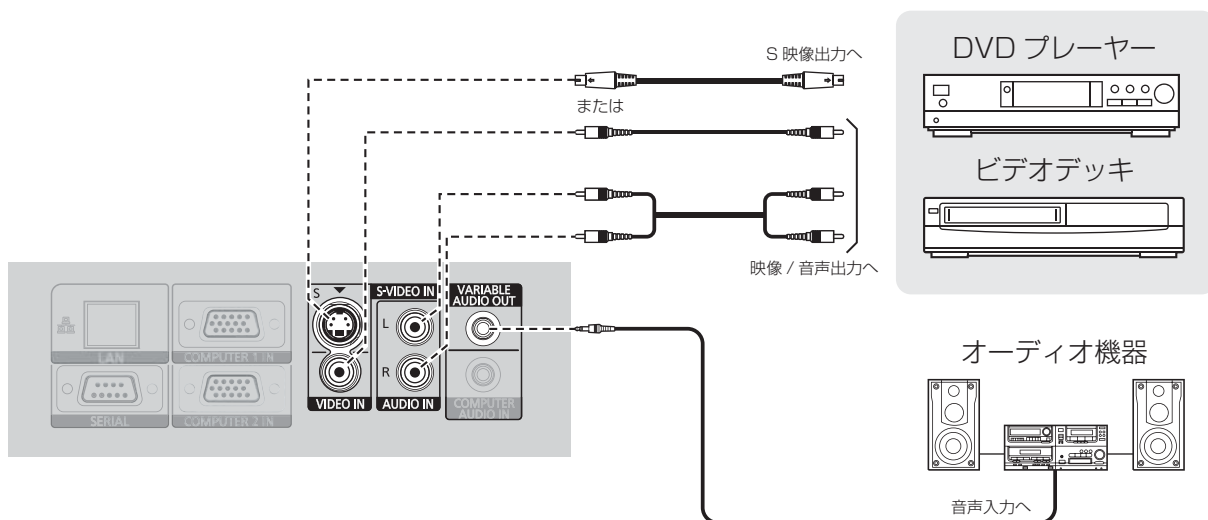 S 映像出力へ
または
映像 / 音声出力へ
DVD プレーヤー
ビデオデッキ
LAN
COMPUTER 1 IN
SERIAL
COMPUTER 2 IN
S
S-VIDEO IN
VIDEO IN
L
R
AUDIO IN
VARIABLE
AUDIO OUT
COMPUTER
AUDIO IN
オーディオ機器
音声入力へ